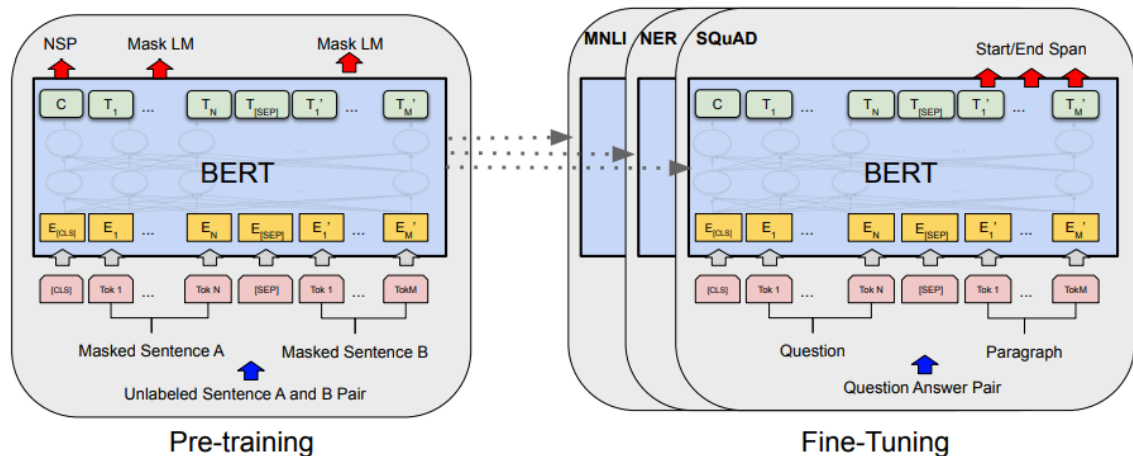 NSP Mask LM Mask LM
C T1 ... TN T[SEP] T1' ... TM'
BERT
E[CLS] E1 ... EN E[SEP] E1' ... EM'
[CLS] Tok 1 ... Tok N [SEP] Tok 1 ... TokM
Masked Sentence A Masked Sentence B
Unlabeled Sentence A and B Pair
Pre-training
MNLI NER SQuAD
Start/End Span
C T1 ... TN T[SEP] T1' ... TM'
BERT
E[CLS] E1 ... EN E[SEP] E1' ... EM'
[CLS] Tok 1 ... Tok N [SEP] Tok 1 ... TokM
Question Paragraph
Question Answer Pair
Fine-Tuning